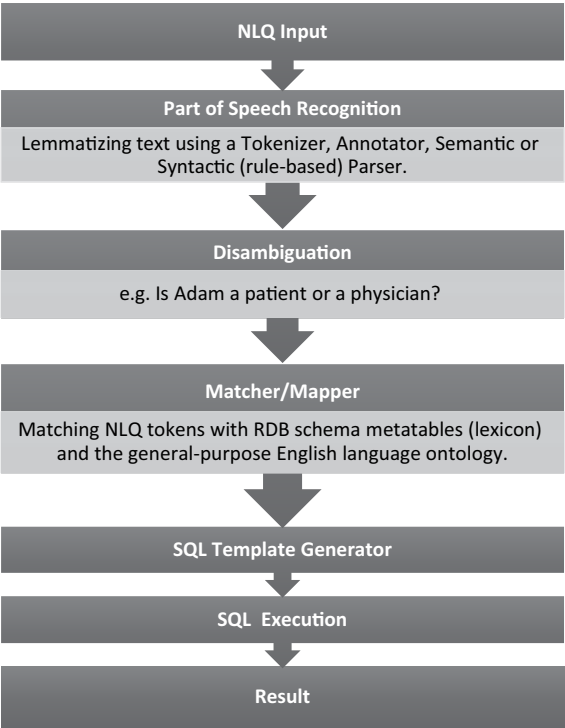 NLQ Input
Part of Speech Recognition
Lemmatizing text using a Tokenizer, Annotator, Semantic or
Syntactic (rule-based) Parser.
Disambiguation
e.g. Is Adam a patient or a physician?
Matcher/Mapper
Matching NLQ tokens with RDB schema metatables (lexicon)
and the general-purpose English language ontology.
SQL Template Generator
SQL Execution
Result